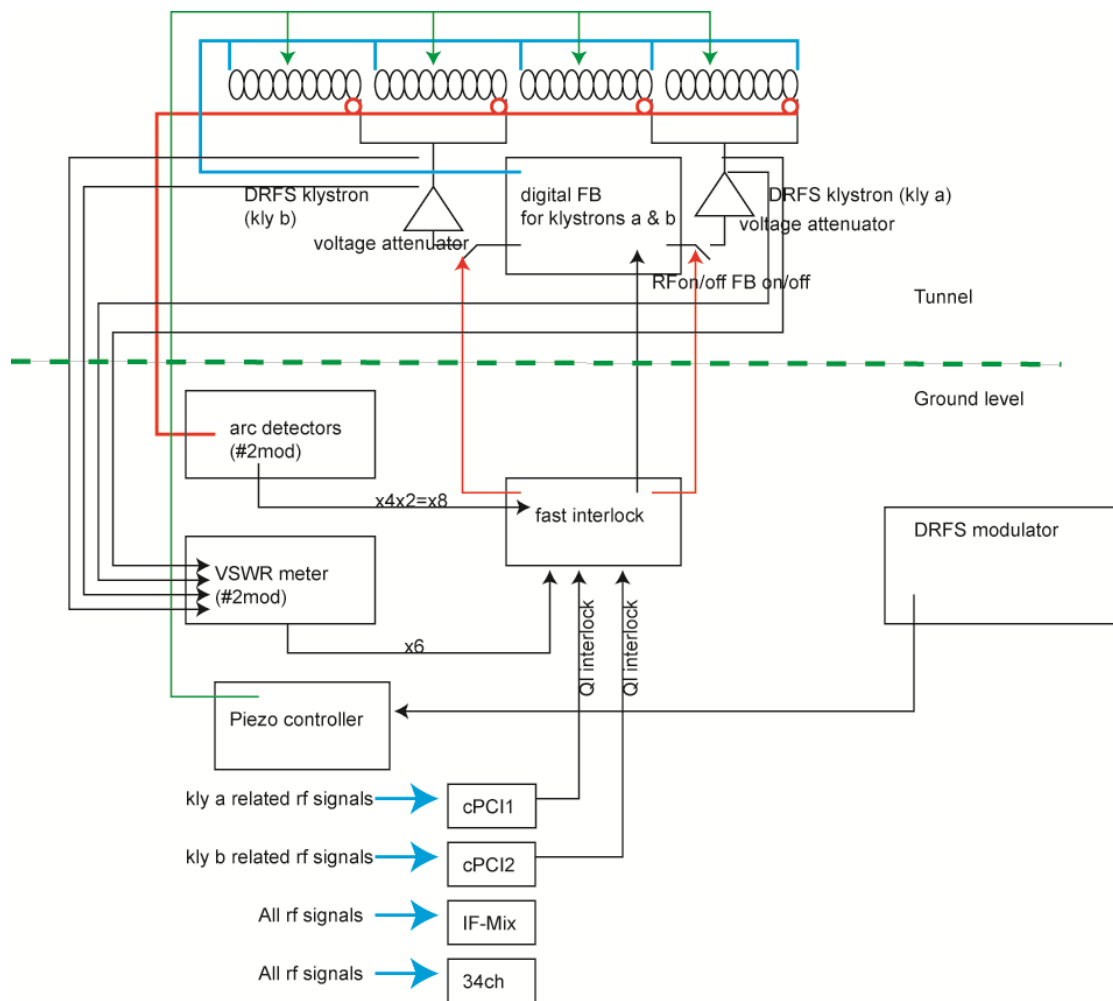 DRFS klystron
(kly b)
digital FB
for klystrons a & b
DRFS klystron (kly a)
voltage attenuator
voltage attenuator
RFon/off FB on/off
Tunnel
Ground level
arc detectors
(#2mod)
x4x2=x8
fast interlock
DRFS modulator
VSWR meter
(#2mod)
x6
QI interlock
QI interlock
Piezo controller
kly a related rf signals
cPCI1
kly b related rf signals
cPCI2
All rf signals
IF-Mix
All rf signals
34ch